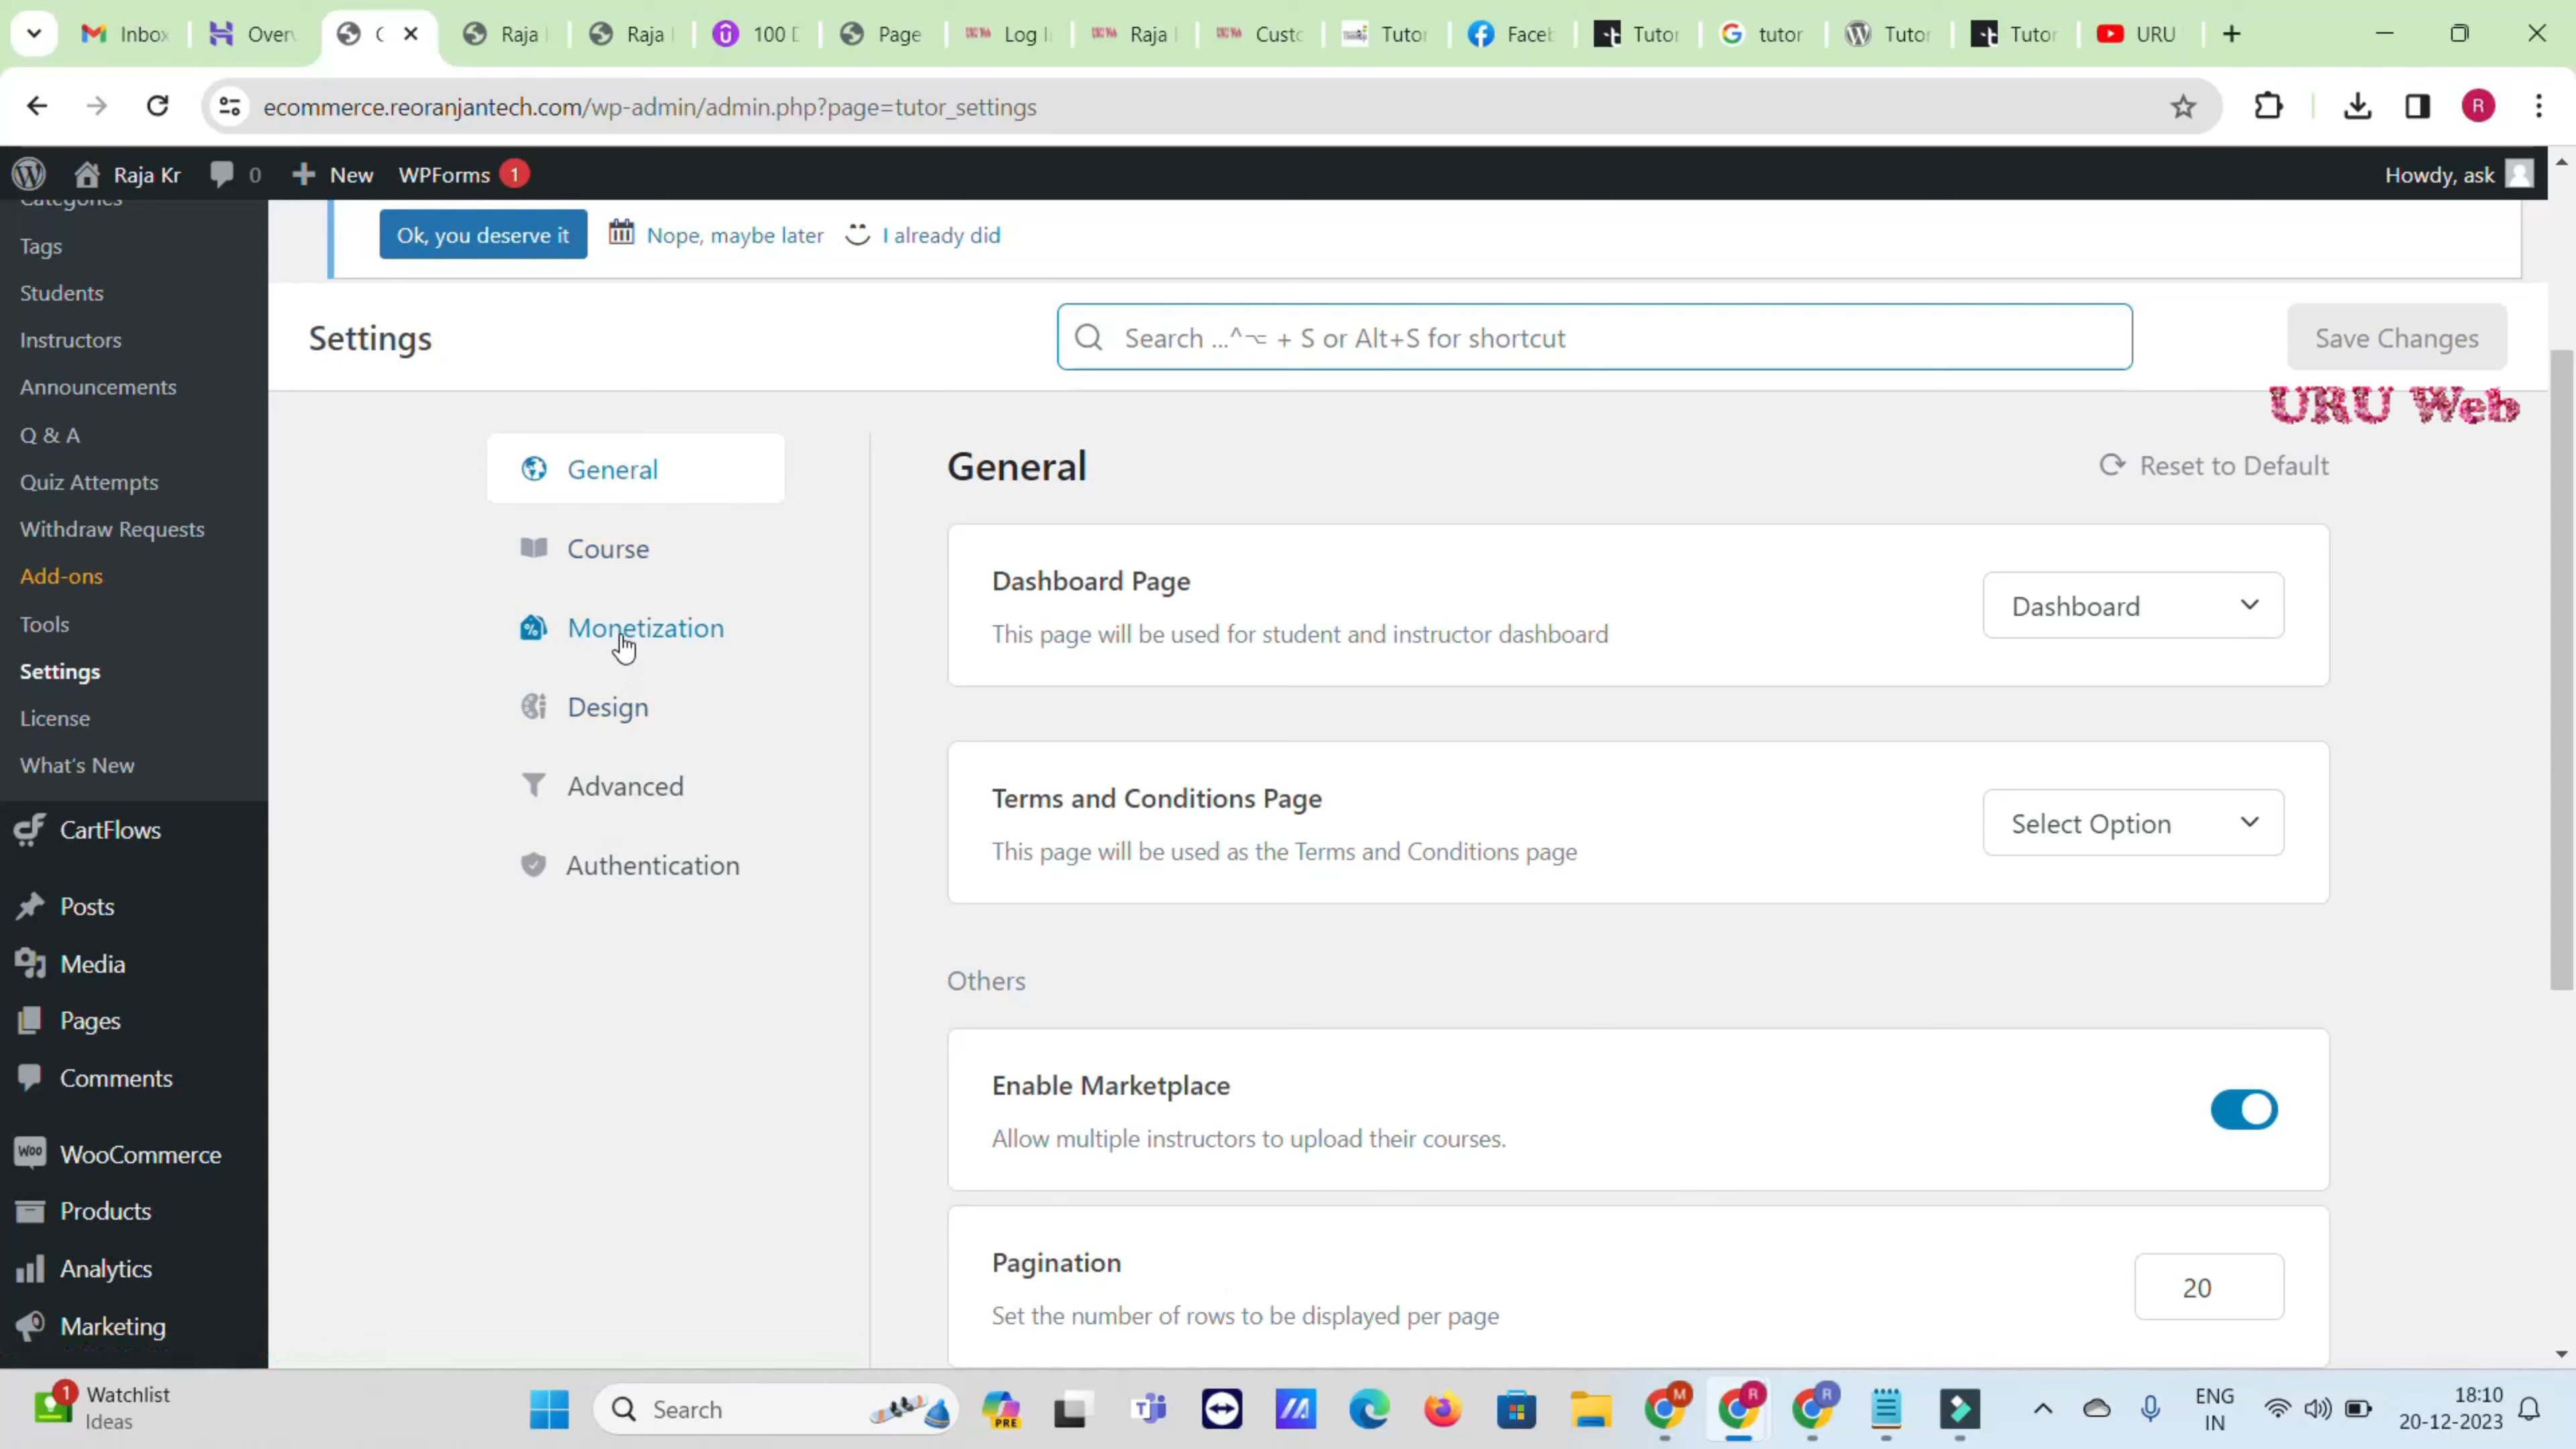 Inbox
Over
C
Raja
Raja
100 D
Page
Log I
Raja
Custo
Tutor
Faceb
Tutor
tutor
Tutor
Tutor
URU
ecommerce.reoranjantech.com/wp-admin/admin.php?page=tutor_settings
R
Raja Kr
0
New
WPForms 1
Howdy, ask
Categories
Tags
Students
Instructors
Announcements
Q & A
Quiz Attempts
Withdraw Requests
Add-ons
Tools
Settings
License
What's New
CartFlows
Posts
Media
Pages
Comments
WooCommerce
Products
Analytics
Marketing
Ok, you deserve it
Nope, maybe later
I already did
Settings
Search ...^⌥ + S or Alt+S for shortcut
Save Changes
URU Web
General
Course
Monetization
Design
Advanced
Authentication
General
Reset to Default
Dashboard Page
This page will be used for student and instructor dashboard
Dashboard
Terms and Conditions Page
This page will be used as the Terms and Conditions page
Select Option
Others
Enable Marketplace
Allow multiple instructors to upload their courses.
Pagination
Set the number of rows to be displayed per page
20
1
Watchlist
Ideas
Search
PRE
M
R
R
ENG
IN
18:10
20-12-2023